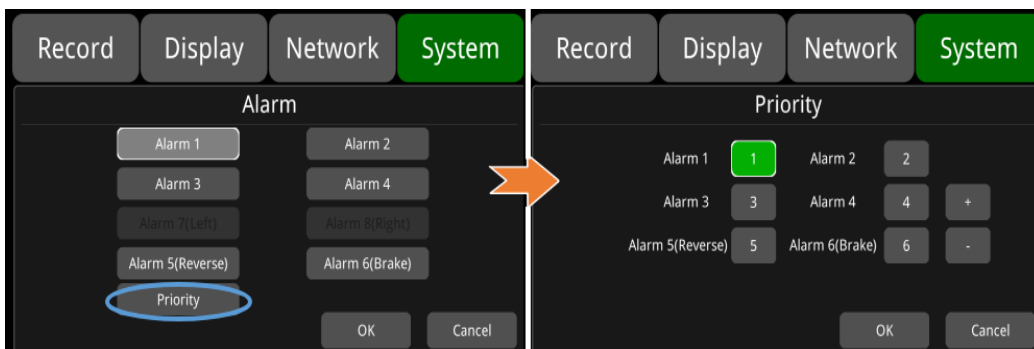 Record Display Network System
Alarm
Alarm 1 Alarm 2
Alarm 3 Alarm 4
Alarm 7(Left) Alarm 8(Right)
Alarm 5(Reverse) Alarm 6(Brake)
Priority
OK Cancel
Record Display Network System
Priority
Alarm 1 1 Alarm 2 2
Alarm 3 3 Alarm 4 4 +
Alarm 5(Reverse) 5 Alarm 6(Brake) 6 -
OK Cancel